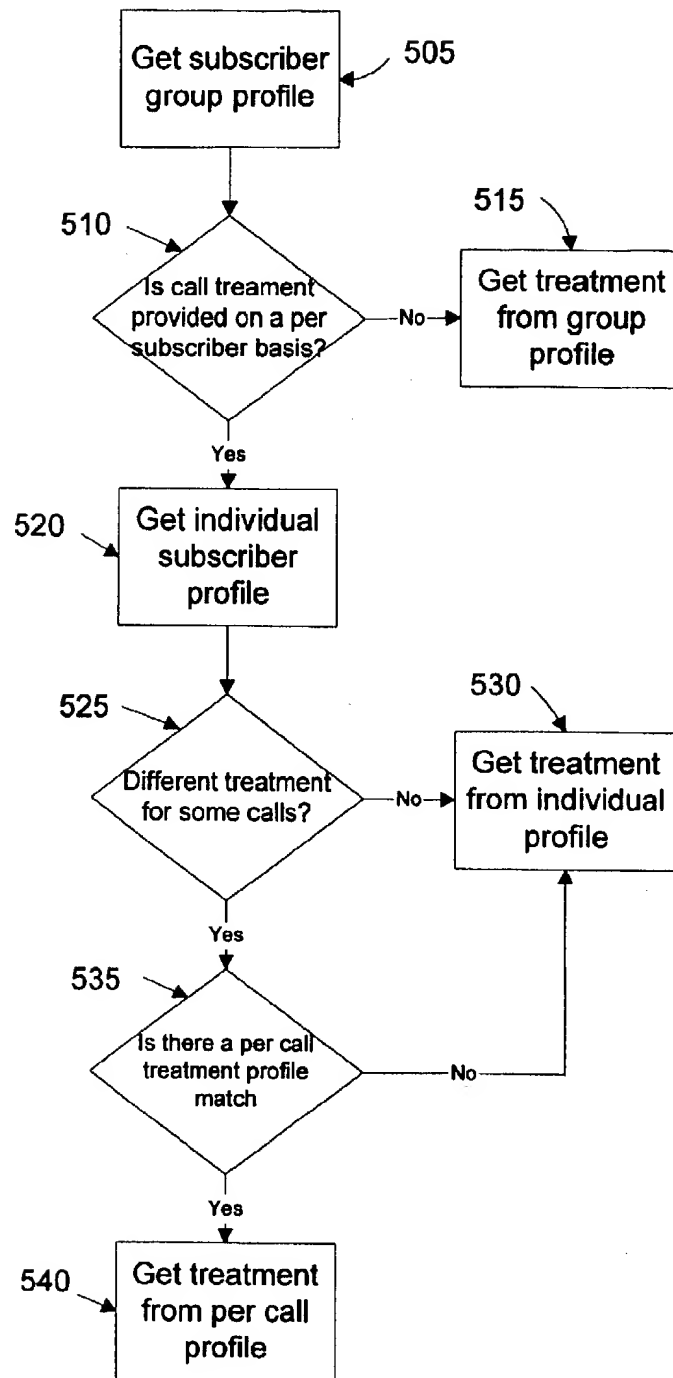 Get subscriber
group profile
505
510
Is call treament
provided on a per
subscriber basis?
No
515
Get treatment
from group
profile
Yes
520
Get individual
subscriber
profile
525
Different treatment
for some calls?
No
530
Get treatment
from individual
profile
Yes
535
Is there a per call
treatment profile
match
No
Yes
540
Get treatment
from per call
profile